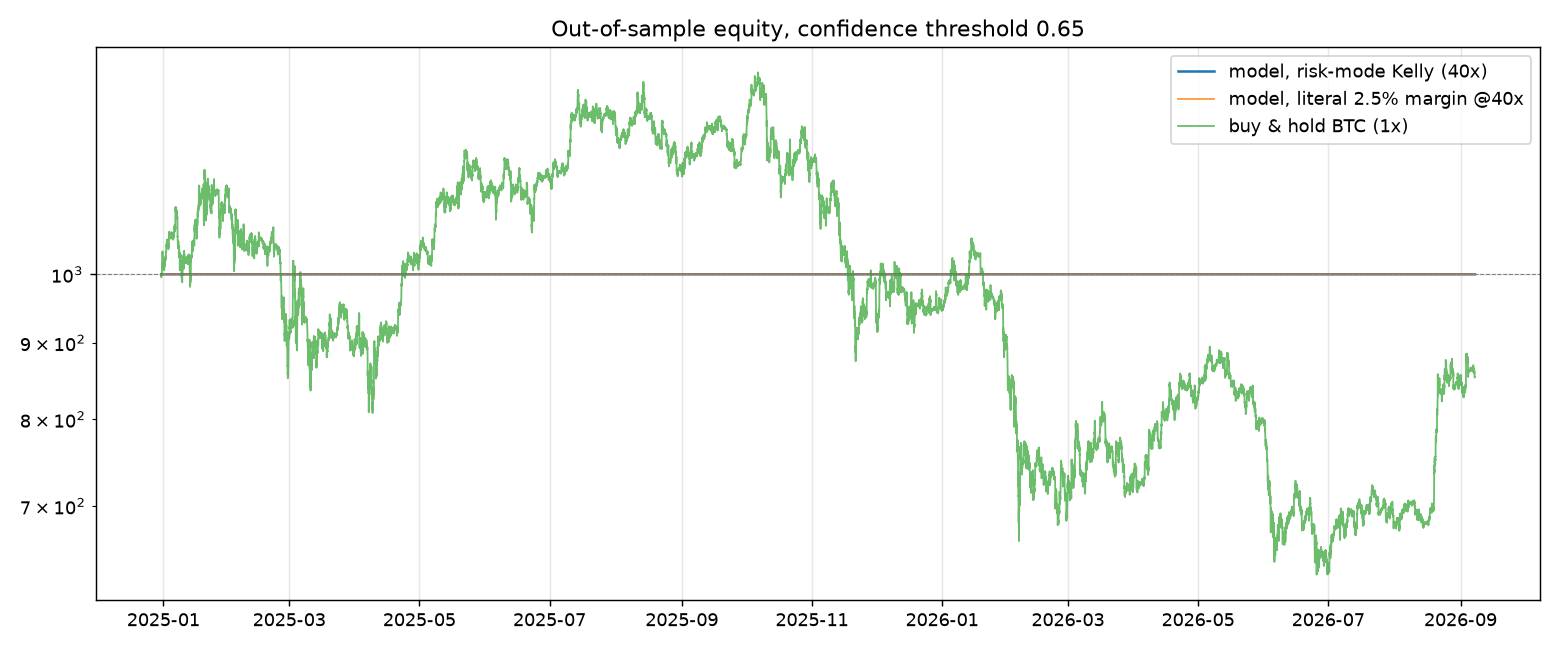 Out-of-sample equity, confidence threshold 0.65
model, risk-mode Kelly (40x)
model, literal 2.5% margin @40x
buy & hold BTC (1x)
10³
9 × 10²
8 × 10²
7 × 10²
2025-01 2025-03 2025-05 2025-07 2025-09 2025-11 2026-01 2026-03 2026-05 2026-07 2026-09